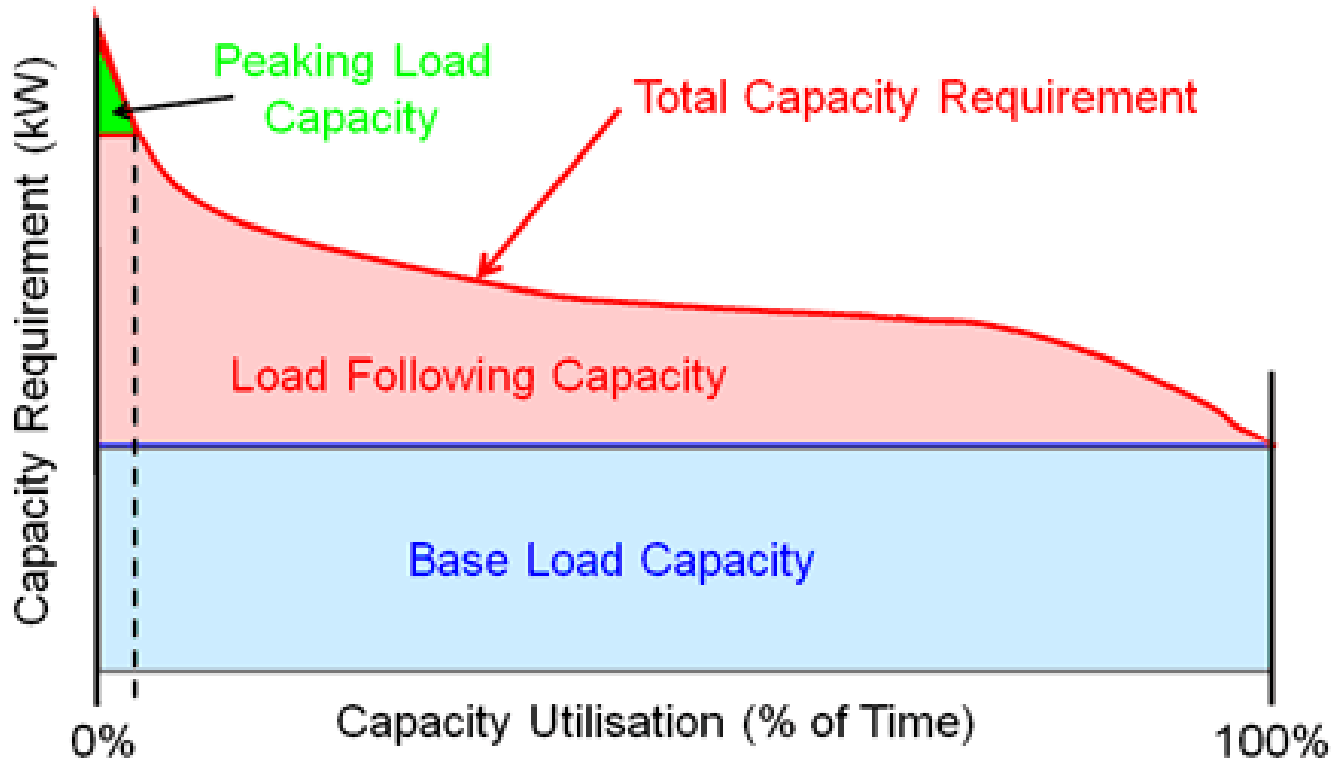 Peaking Load
Capacity
Total Capacity Requirement
Capacity Requirement (kW)
Load Following Capacity
Base Load Capacity
0%
Capacity Utilisation (% of Time)
100%